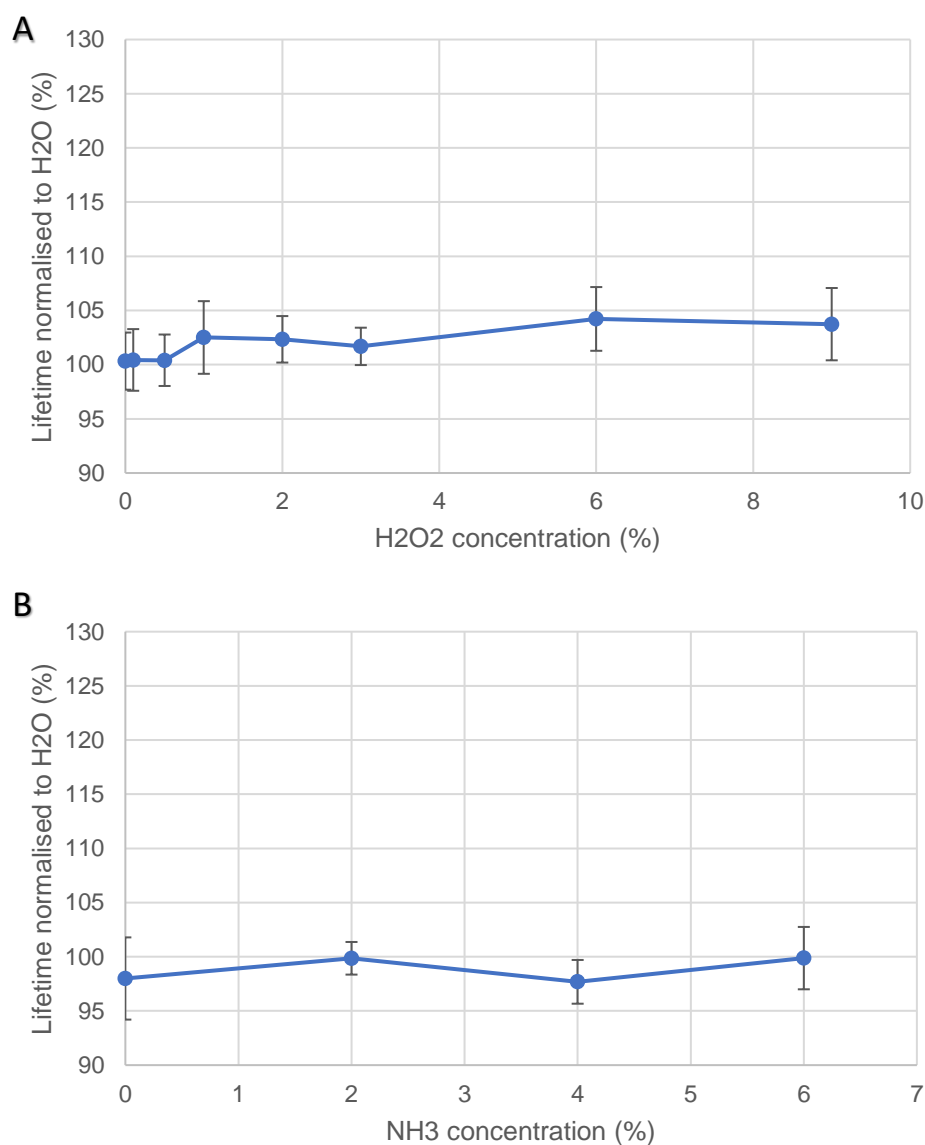 A
Lifetime normalised to H2O (%)
130
125
120
115
110
105
100
95
90
0 2 4 6 8 10
H2O2 concentration (%)
B
Lifetime normalised to H2O (%)
130
125
120
115
110
105
100
95
90
0 1 2 3 4 5 6 7
NH3 concentration (%)